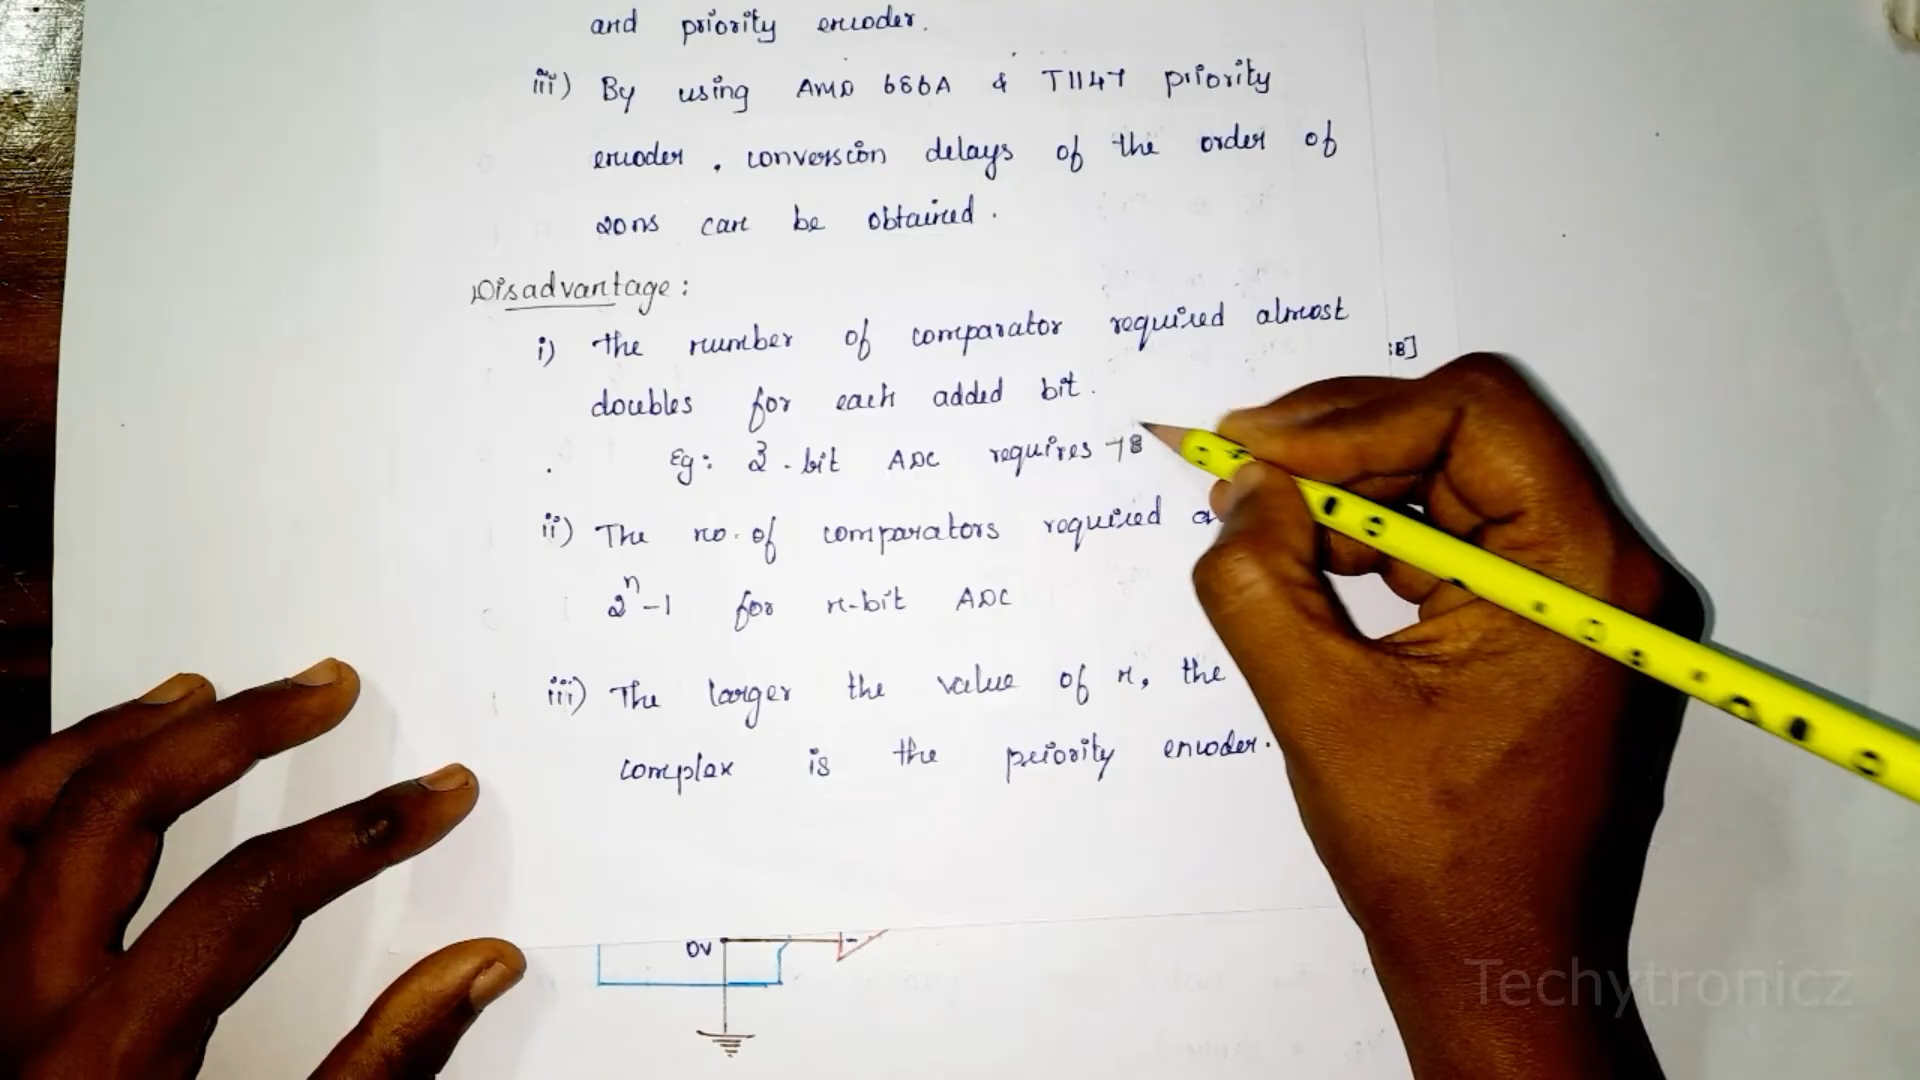 and priority encoder.
iii) By using AMD 686A & TI147 priority
encoder, conversion delays of the order of
20ns can be obtained.
Disadvantage:
i) The number of comparator required almost
doubles for each added bit.
:B]
Eg: 3-bit ADC requires 8
ii) The no. of comparators required
2ⁿ-1 for n-bit ADC
iii) The larger the value of n, the
complex is the priority encoder.
0V
-
Techytronicz